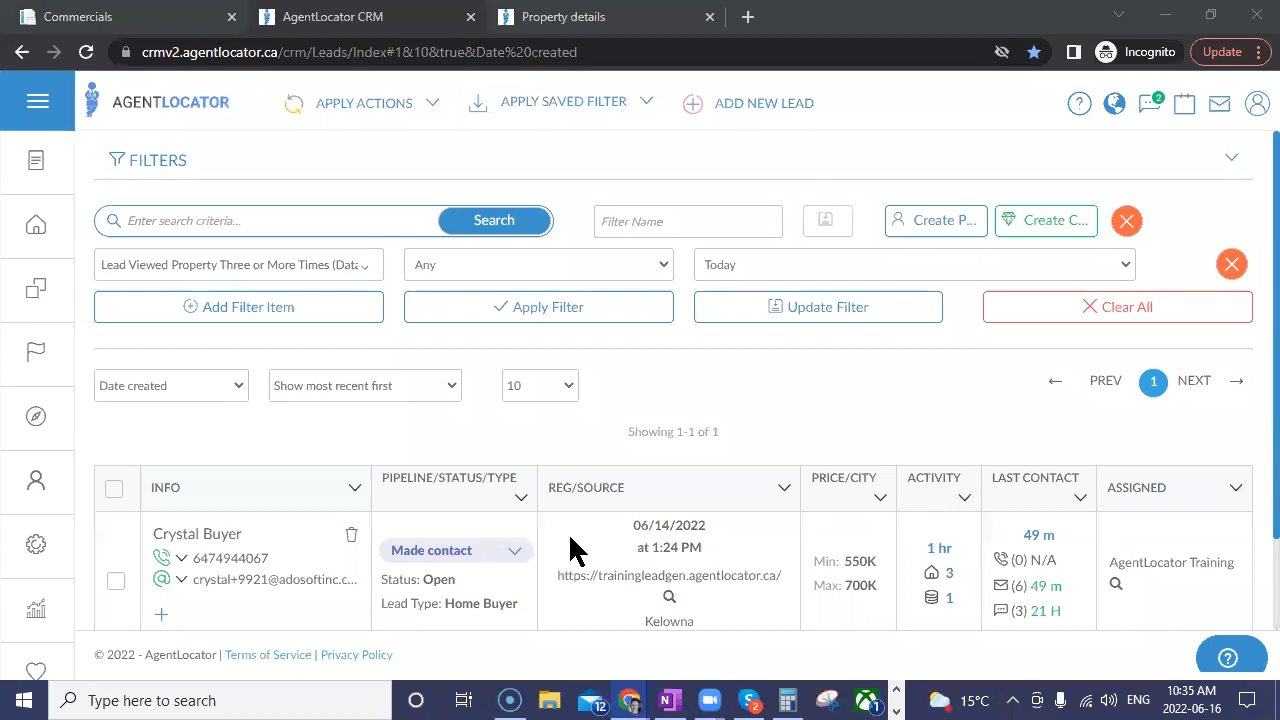 Commercials
AgentLocator CRM
Property details
crmv2.agentlocator.ca/crm/Leads/Index#1&10&true&Date%20created
Incognito
Update
AGENTLOCATOR
APPLY ACTIONS
APPLY SAVED FILTER
ADD NEW LEAD
2
FILTERS
Enter search criteria...
Search
Filter Name
Create P...
Create C...
Lead Viewed Property Three or More Times (Data
Any
Today
Add Filter Item
Apply Filter
Update Filter
Clear All
Date created
Show most recent first
10
PREV
1
NEXT
Showing 1-1 of 1
INFO
PIPELINE/STATUS/TYPE
REG/SOURCE
PRICE/CITY
ACTIVITY
LAST CONTACT
ASSIGNED
Crystal Buyer
6474944067
crystal+9921@adosoftinc.c...
Made contact
Status: Open
Lead Type: Home Buyer
06/14/2022
at 1:24 PM
https://trainingleadgen.agentlocator.ca/
Kelowna
Min: 550K
Max: 700K
1 hr
3
1
49 m
(0) N/A
(6) 49 m
(3) 21 H
AgentLocator Training
© 2022 - AgentLocator | Terms of Service | Privacy Policy
Type here to search
12
2
1
15°C
ENG
10:35 AM
2022-06-16